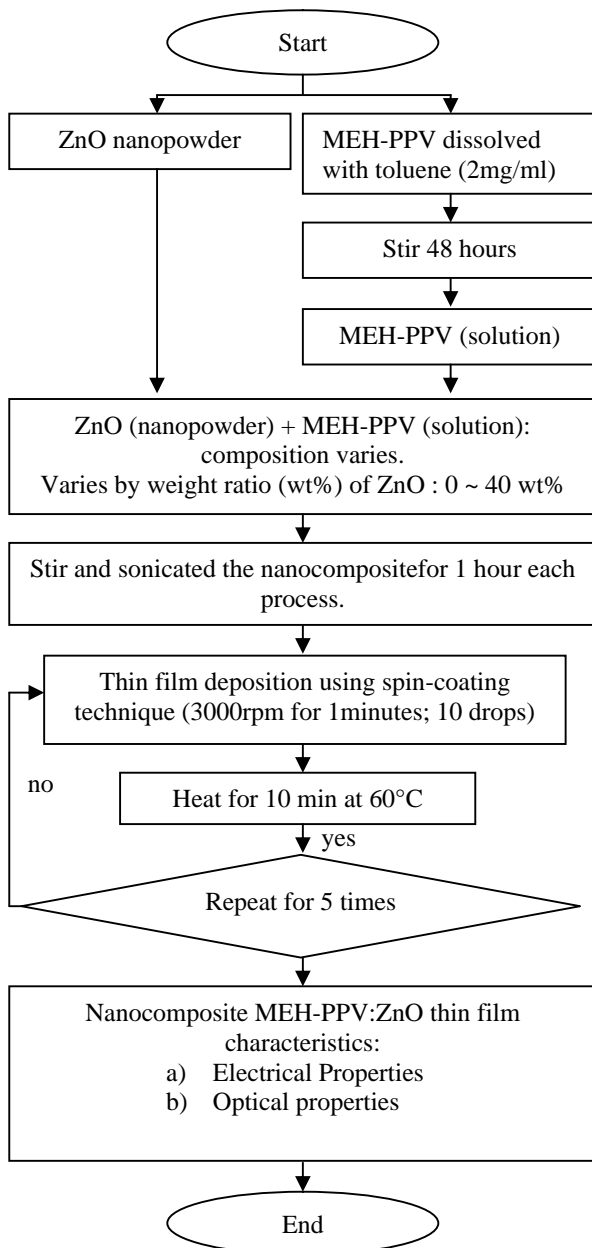 Start
ZnO nanopowder
MEH-PPV dissolved
with toluene (2mg/ml)
Stir 48 hours
MEH-PPV (solution)
ZnO (nanopowder) + MEH-PPV (solution):
composition varies.
Varies by weight ratio (wt%) of ZnO : 0 ~ 40 wt%
Stir and sonicated the nanocompositefor 1 hour each
process.
Thin film deposition using spin-coating
technique (3000rpm for 1minutes; 10 drops)
no
Heat for 10 min at 60°C
yes
Repeat for 5 times
Nanocomposite MEH-PPV:ZnO thin film
characteristics:
a) Electrical Properties
b) Optical properties
End